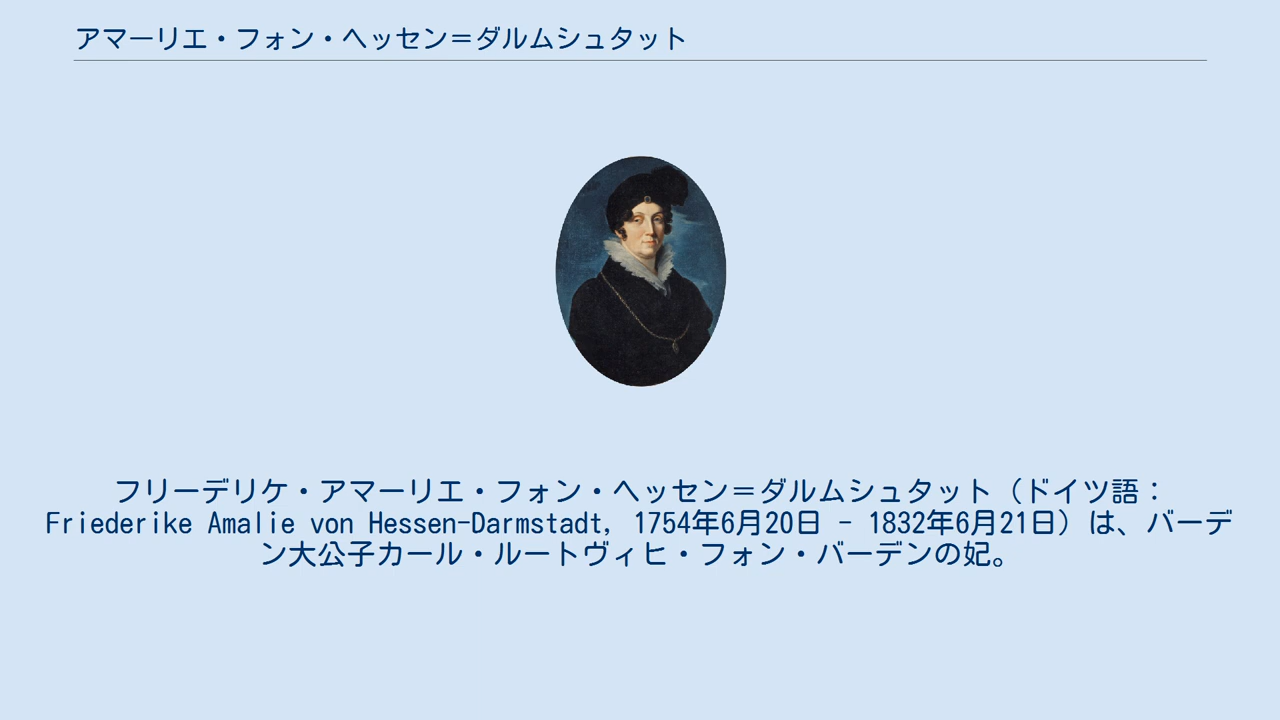 アマーリエ・フォン・ヘッセン＝ダルムシュタット
フリーデリケ・アマーリエ・フォン・ヘッセン＝ダルムシュタット（ドイツ語：
Friederike Amalie von Hessen-Darmstadt, 1754年6月20日 - 1832年6月21日）は、バーデ
ン大公子カール・ルートヴィヒ・フォン・バーデンの妃。